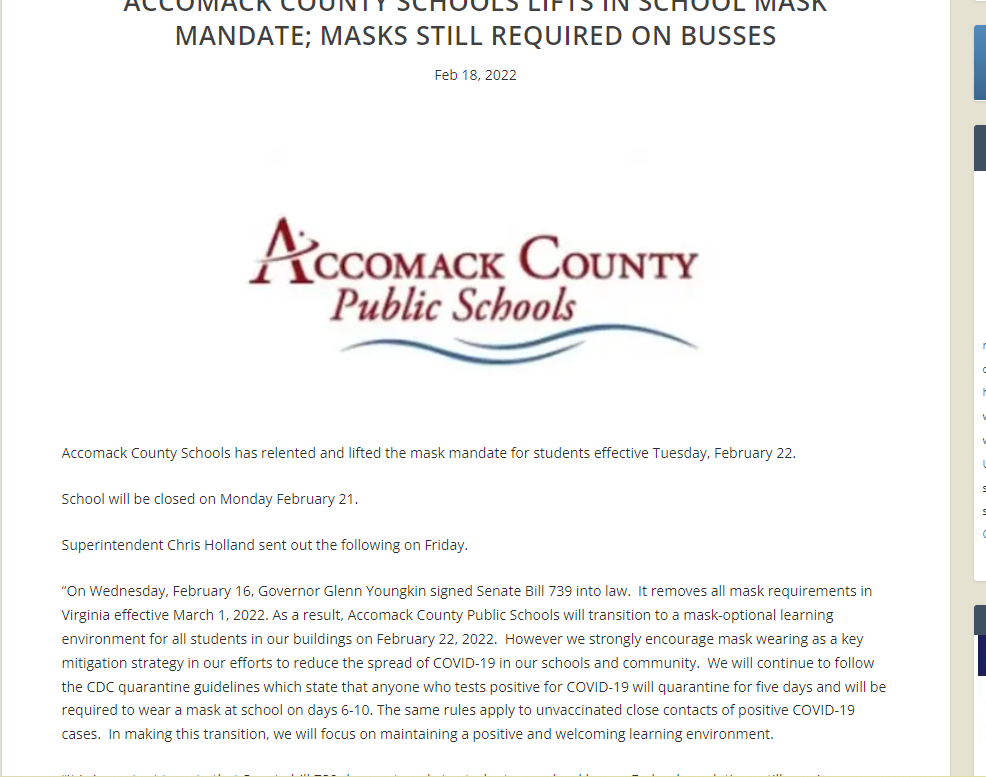 ACCOMACK COUNTY SCHOOLS LIFTS IN SCHOOL MASK
MANDATE; MASKS STILL REQUIRED ON BUSSES
Feb 18, 2022
ACCOMACK COUNTY
Public Schools
Accomack County Schools has relented and lifted the mask mandate for students effective Tuesday, February 22.
School will be closed on Monday February 21.
Superintendent Chris Holland sent out the following on Friday.
“On Wednesday, February 16, Governor Glenn Youngkin signed Senate Bill 739 into law.  It removes all mask requirements in
Virginia effective March 1, 2022. As a result, Accomack County Public Schools will transition to a mask-optional learning
environment for all students in our buildings on February 22, 2022.  However we strongly encourage mask wearing as a key
mitigation strategy in our efforts to reduce the spread of COVID-19 in our schools and community.  We will continue to follow
the CDC quarantine guidelines which state that anyone who tests positive for COVID-19 will quarantine for five days and will be
required to wear a mask at school on days 6-10. The same rules apply to unvaccinated close contacts of positive COVID-19
cases.  In making this transition, we will focus on maintaining a positive and welcoming learning environment.